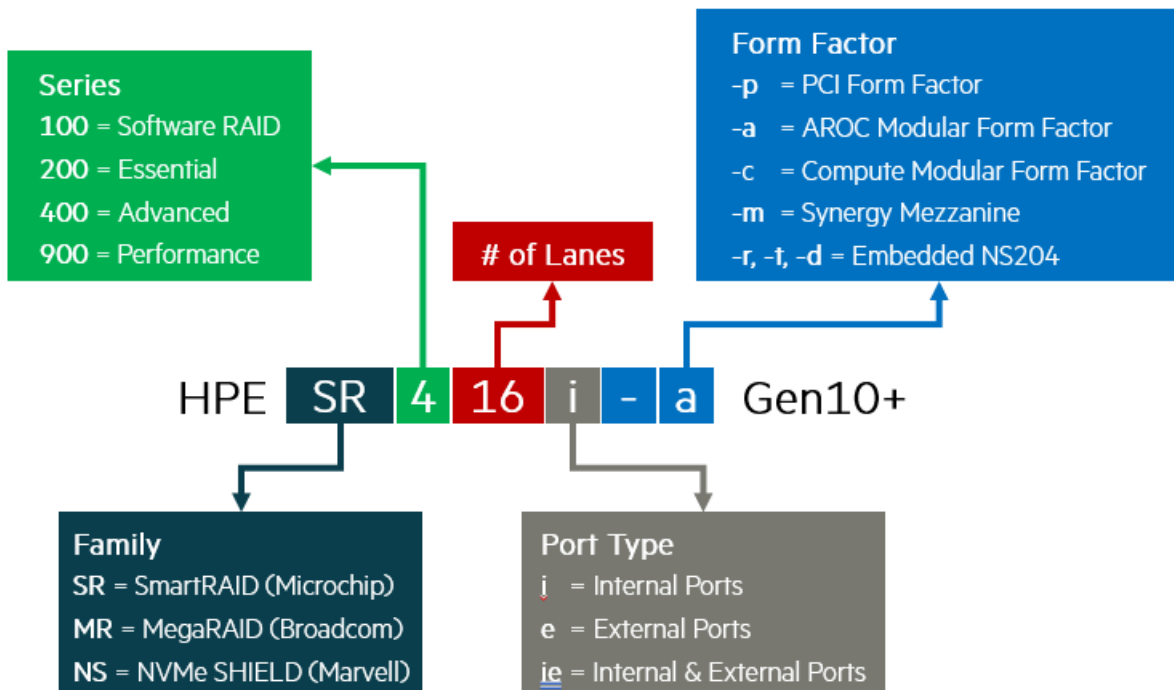 Series
100 = Software RAID
200 = Essential
400 = Advanced
900 = Performance
Form Factor
-p = PCI Form Factor
-a = AROC Modular Form Factor
-c = Compute Modular Form Factor
-m = Synergy Mezzanine
-r, -t, -d = Embedded NS204
# of Lanes
HPE SR 4 16 i - a Gen10+
Family
SR = SmartRAID (Microchip)
MR = MegaRAID (Broadcom)
NS = NVMe SHIELD (Marvell)
Port Type
i = Internal Ports
e = External Ports
ie = Internal & External Ports